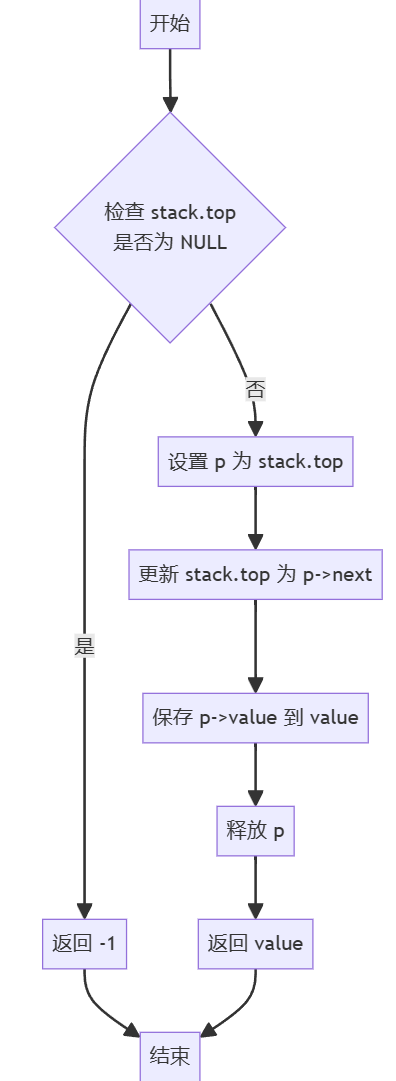 开始
检查 stack.top
是否为 NULL
否
设置 p 为 stack.top
更新 stack.top 为 p->next
是
保存 p->value 到 value
释放 p
返回 -1
返回 value
结束